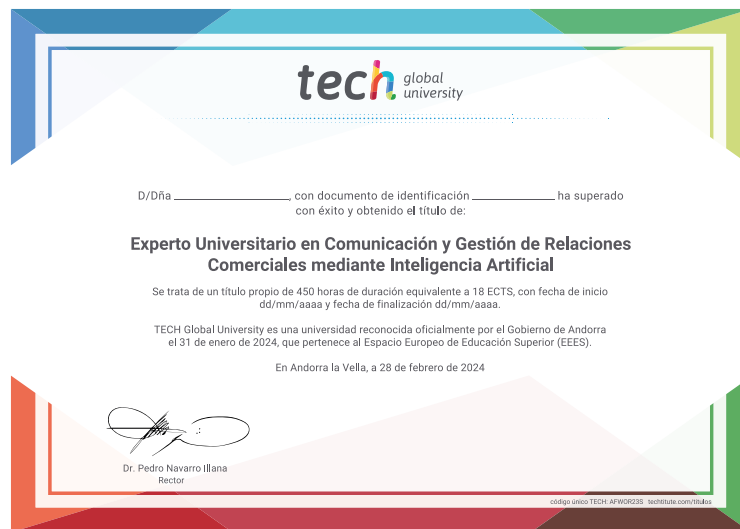 tech global university
D/Dña ____________, con documento de identificación ____________ ha superado
con éxito y obtenido el título de:
Experto Universitario en Comunicación y Gestión de Relaciones
Comerciales mediante Inteligencia Artificial
Se trata de un título propio de 450 horas de duración equivalente a 18 ECTS, con fecha de inicio
dd/mm/aaaa y fecha de finalización dd/mm/aaaa.
TECH Global University es una universidad reconocida oficialmente por el Gobierno de Andorra
el 31 de enero de 2024, que pertenece al Espacio Europeo de Educación Superior (EEES).
En Andorra la Vella, a 28 de febrero de 2024
Dr. Pedro Navarro Illana
Rector
código único TECH: AFWOR23S techtitute.com/titulos